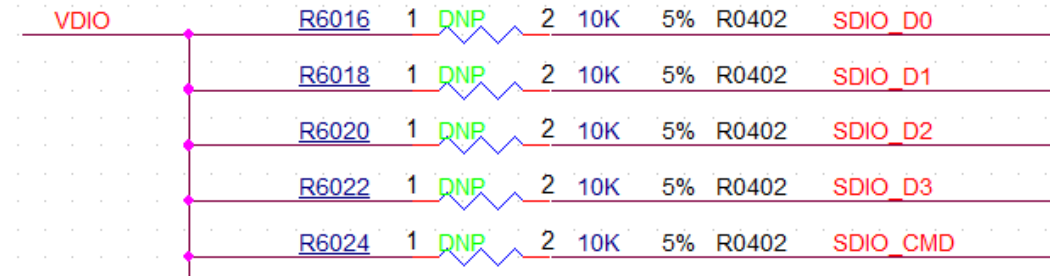 VDIO R6016 1 DNP 2 10K 5% R0402 SDIO_D0
R6018 1 DNP 2 10K 5% R0402 SDIO_D1
R6020 1 DNP 2 10K 5% R0402 SDIO_D2
R6022 1 DNP 2 10K 5% R0402 SDIO_D3
R6024 1 DNP 2 10K 5% R0402 SDIO_CMD